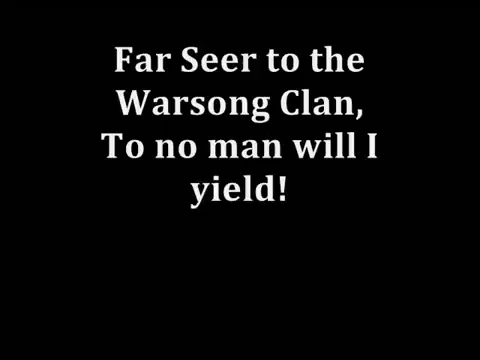 Far Seer to the
Warsong Clan,
To no man will I
yield!